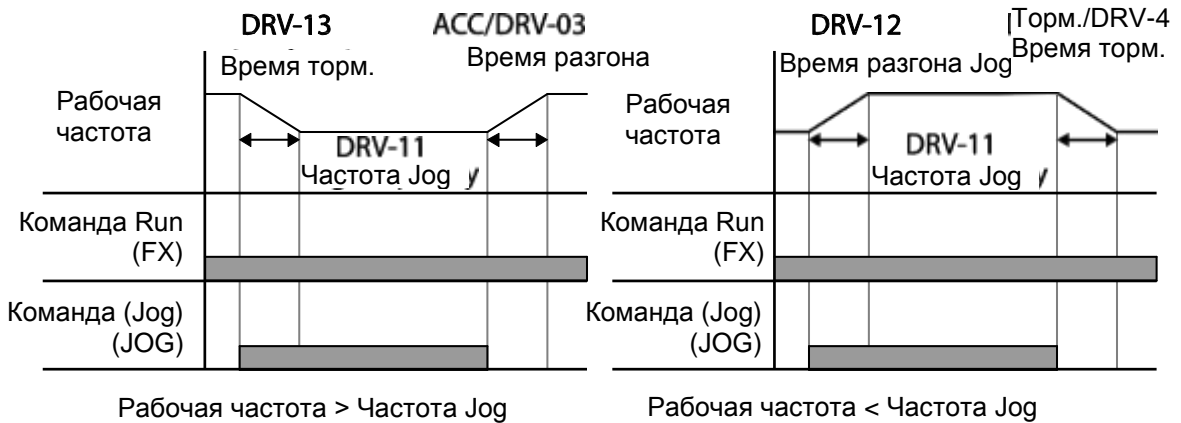 DRV-13
Время торм.
ACC/DRV-03
Время разгона
Рабочая
частота
DRV-11
Частота Jog y
Команда Run
(FX)
Команда (Jog)
(JOG)
Рабочая частота > Частота Jog
DRV-12
Время разгона Jog
Торм./DRV-4
Время торм.
Рабочая
частота
DRV-11
Частота Jog
Команда Run
(FX)
Команда (Jog)
(JOG)
Рабочая частота < Частота Jog